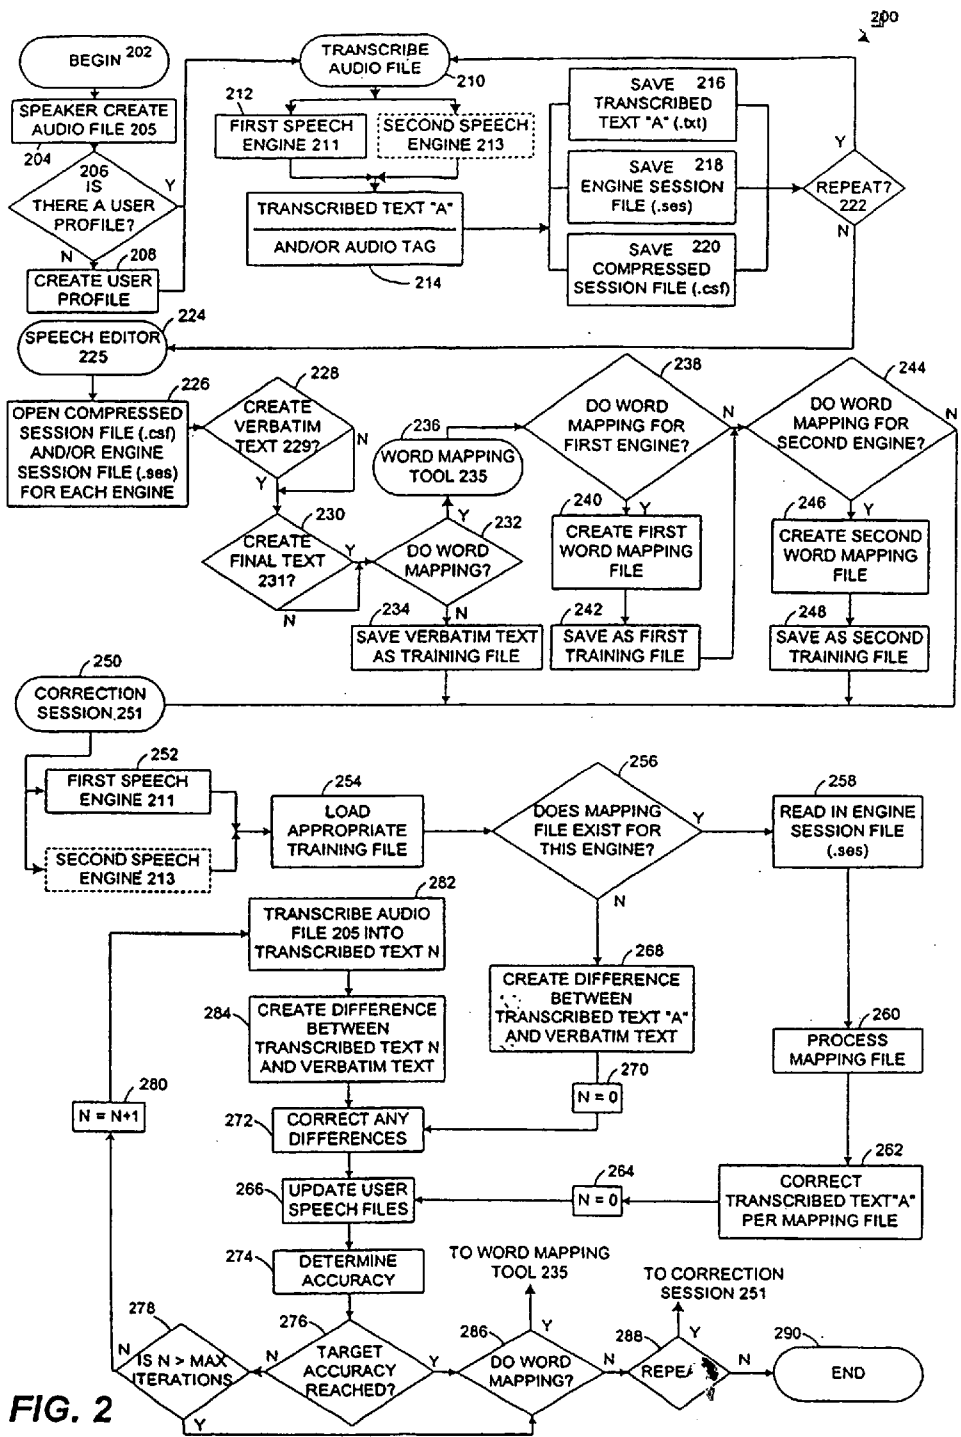 200
BEGIN 202
SPEAKER CREATE
AUDIO FILE 205
204
206
IS
THERE A USER
PROFILE?
Y
N
208
CREATE USER
PROFILE
TRANSCRIBE
AUDIO FILE
210
212
FIRST SPEECH
ENGINE 211
SECOND SPEECH
ENGINE 213
TRANSCRIBED TEXT "A"
AND/OR AUDIO TAG
214
SAVE 216
TRANSCRIBED
TEXT "A" (.txt)
SAVE 218
ENGINE SESSION
FILE (.ses)
SAVE 220
COMPRESSED
SESSION FILE (.csf)
Y
REPEAT?
222
N
224
SPEECH EDITOR
225
226
OPEN COMPRESSED
SESSION FILE (.csf)
AND/OR ENGINE
SESSION FILE (.ses)
FOR EACH ENGINE
228
CREATE
VERBATIM
TEXT 229?
N
Y
230
CREATE
FINAL TEXT
231?
Y
N
236
WORD MAPPING
TOOL 235
Y
232
DO WORD
MAPPING?
N
234
SAVE VERBATIM TEXT
AS TRAINING FILE
238
DO WORD
MAPPING FOR
FIRST ENGINE?
N
Y
240
CREATE FIRST
WORD MAPPING
FILE
242
SAVE AS FIRST
TRAINING FILE
244
DO WORD
MAPPING FOR
SECOND ENGINE?
N
Y
246
CREATE SECOND
WORD MAPPING
FILE
248
SAVE AS SECOND
TRAINING FILE
250
CORRECTION
SESSION 251
252
FIRST SPEECH
ENGINE 211
SECOND SPEECH
ENGINE 213
254
LOAD
APPROPRIATE
TRAINING FILE
256
DOES MAPPING
FILE EXIST FOR
THIS ENGINE?
Y
N
258
READ IN ENGINE
SESSION FILE
(.ses)
282
TRANSCRIBE AUDIO
FILE 205 INTO
TRANSCRIBED TEXT N
284
CREATE DIFFERENCE
BETWEEN
TRANSCRIBED TEXT N
AND VERBATIM TEXT
268
CREATE DIFFERENCE
BETWEEN
TRANSCRIBED TEXT "A"
AND VERBATIM TEXT
260
PROCESS
MAPPING FILE
280
N = N+1
270
N = 0
272
CORRECT ANY
DIFFERENCES
262
CORRECT
TRANSCRIBED TEXT"A"
PER MAPPING FILE
264
N = 0
266
UPDATE USER
SPEECH FILES
274
DETERMINE
ACCURACY
TO WORD MAPPING
TOOL 235
TO CORRECTION
SESSION 251
278
N
IS N > MAX
ITERATIONS
Y
276
N
TARGET
ACCURACY
REACHED?
Y
286
Y
DO WORD
MAPPING?
N
288
Y
N
290
END
FIG. 2